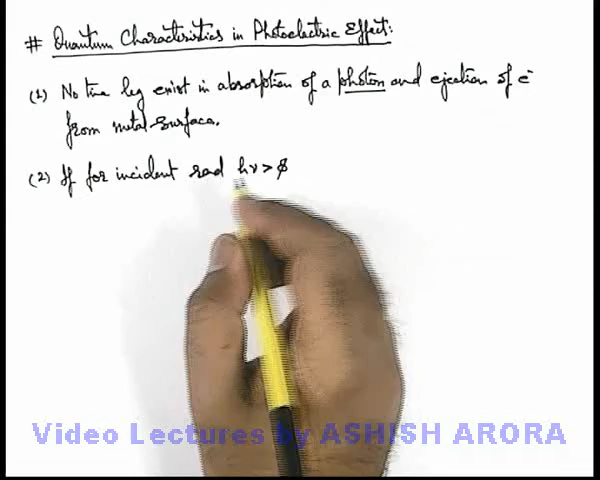 # Quantum Characteristics in Photoelectric Effect:
(1) No time lag exist in absorption of a photon and ejection of e⁻
from metal surface.
(2) If for incident rad hν > ϕ
Video Lectures by ASHISH ARORA